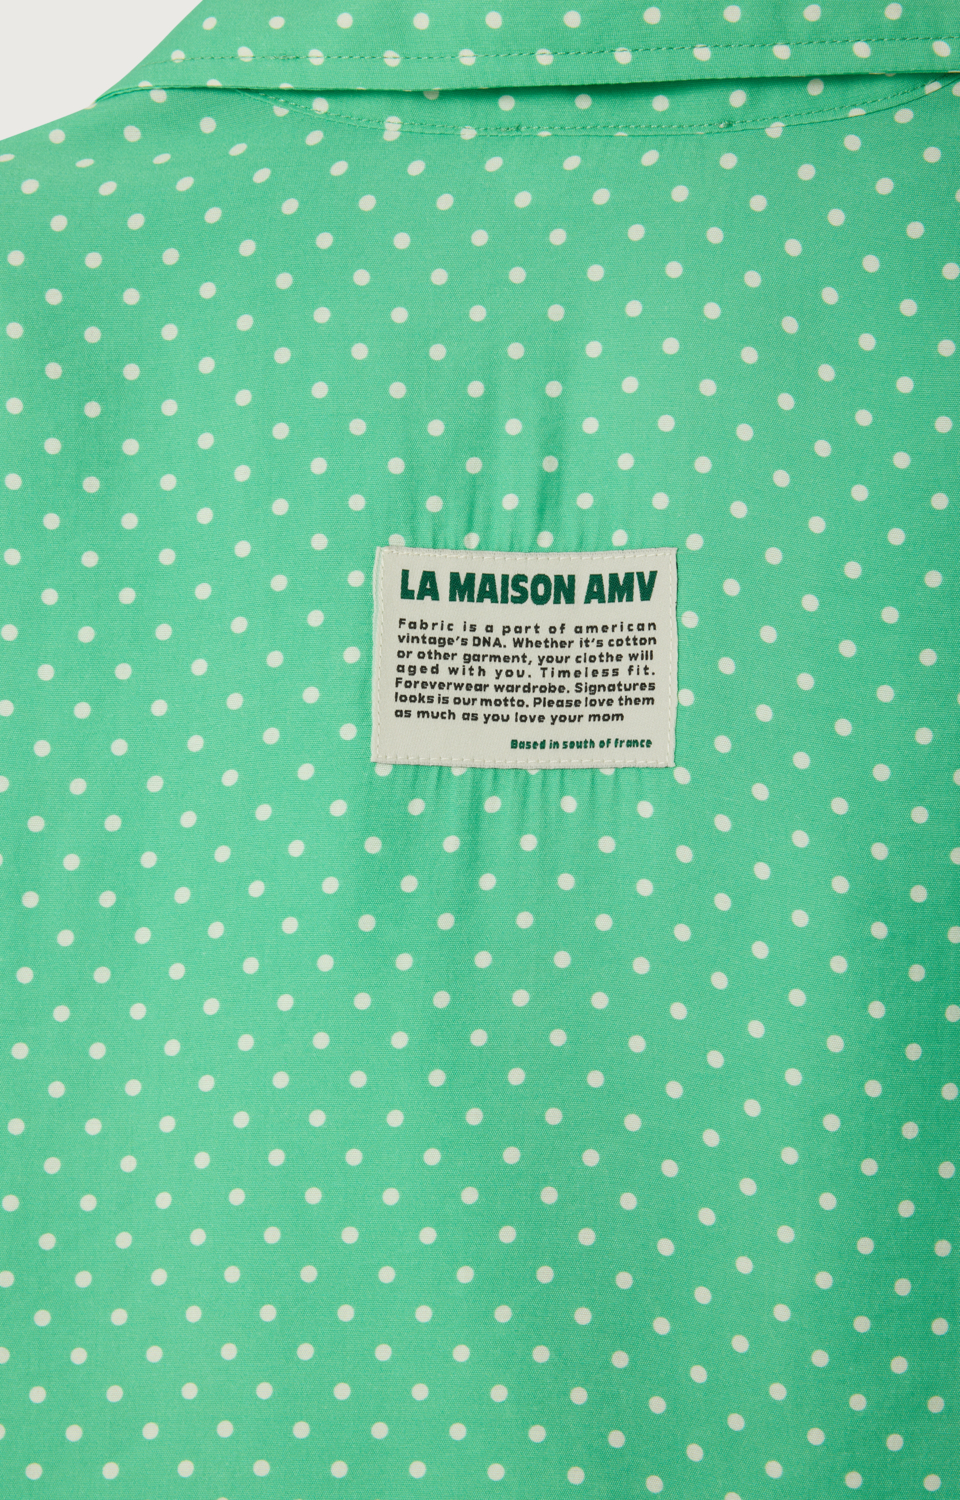 LA MAISON AMV
Fabric is a part of american
vintage's DNA. Whether it's cotton
or other garment, your clothe will
aged with you. Timeless fit.
Foreverwear wardrobe. Signatures
looks is our motto. Please love them
as much as you love your mom
Based in south of france